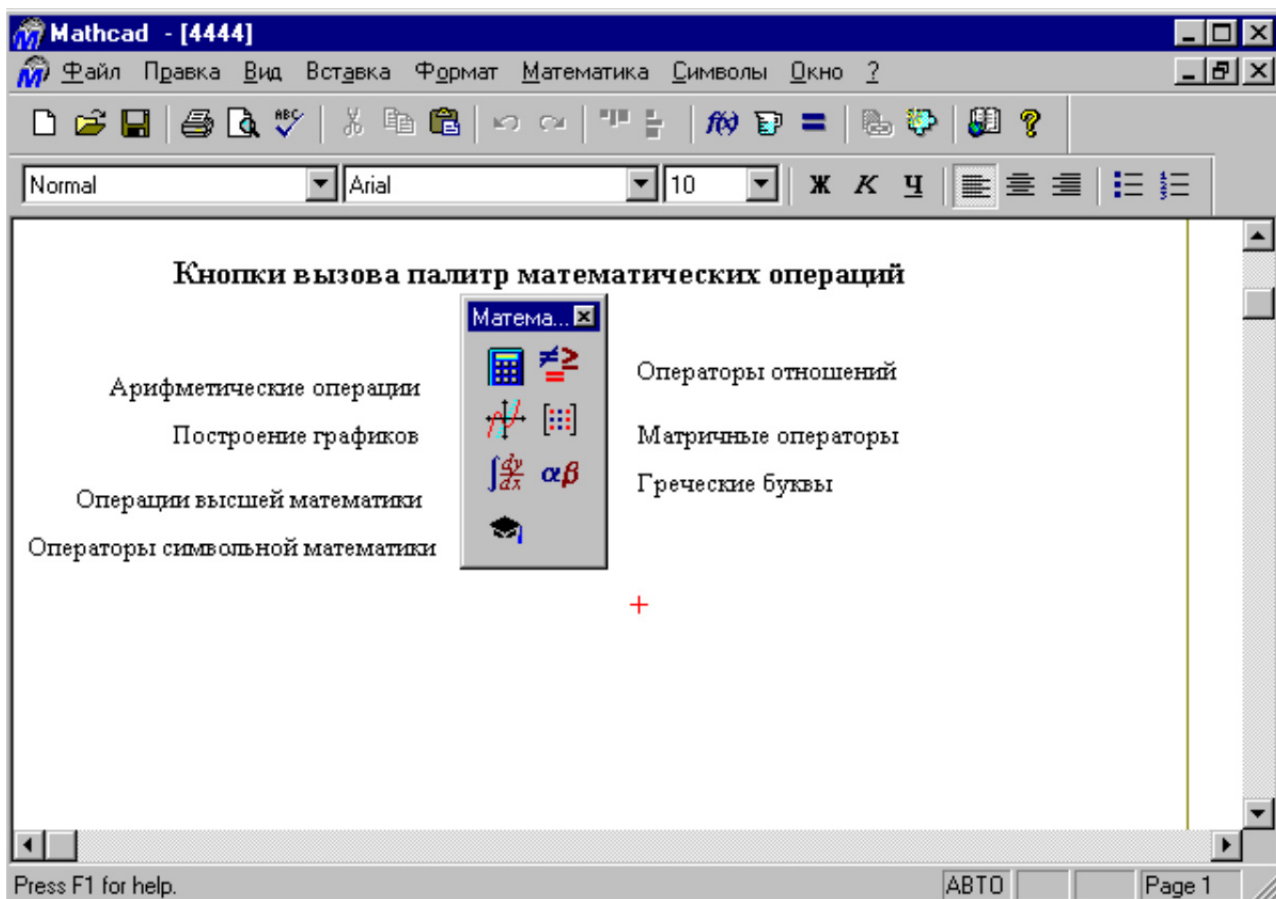 Mathcad - [4444]
Файл Правка Вид Вставка Формат Математика Символы Окно ?
Normal Arial 10 Ж К Ч
Кнопки вызова палитр математических операций
Матема...
Арифметические операции
Операторы отношений
Построение графиков
Матричные операторы
Операции высшей математики
Греческие буквы
Операторы символьной математики
Press F1 for help. АВТО Page 1